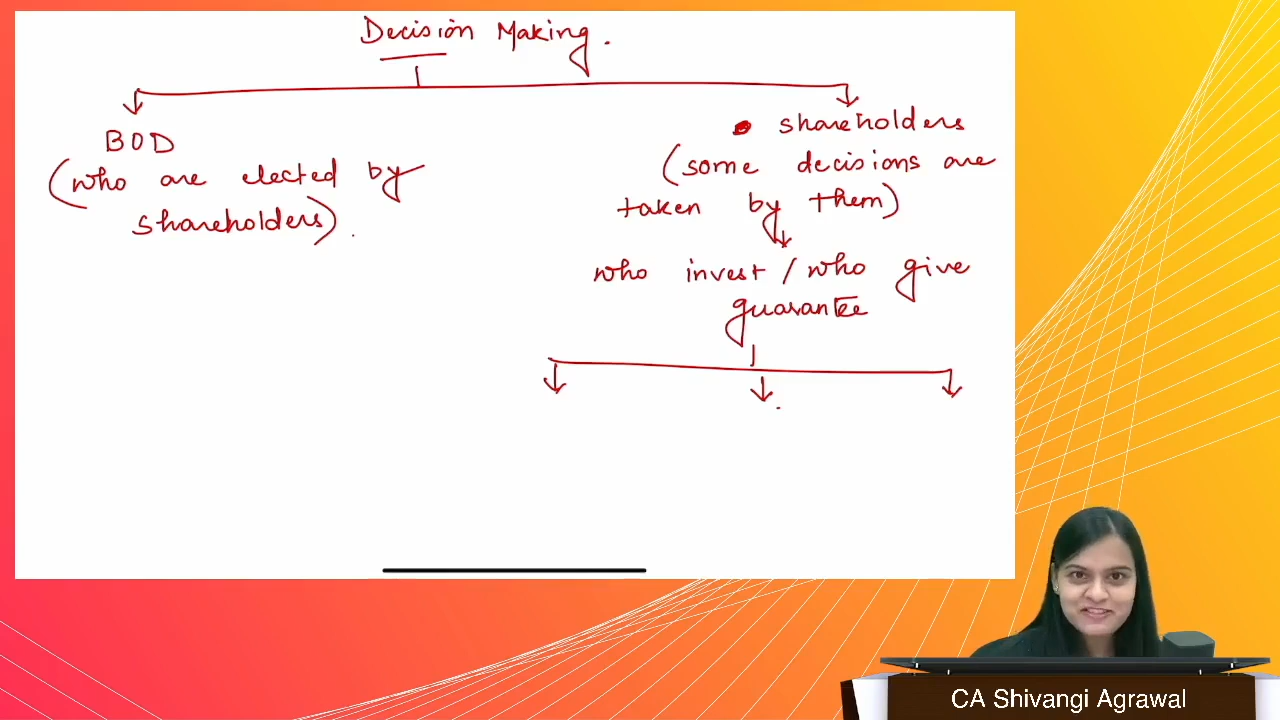 Decision Making.
BOD
(who are elected by
shareholders).
shareholders
(some decisions are
taken by them)
who invest / who give
guarantee
CA Shivangi Agrawal